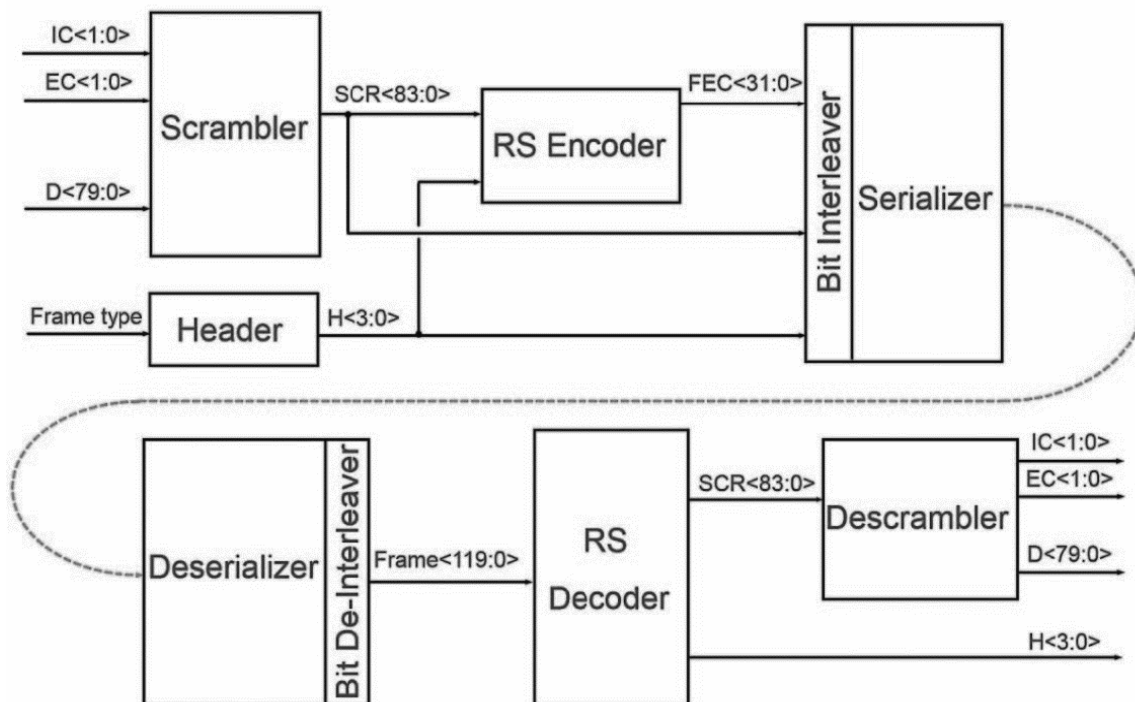 IC<1:0>
EC<1:0>
D<79:0>
Scrambler
SCR<83:0>
RS Encoder
FEC<31:0>
Bit Interleaver
Serializer
Frame type
Header
H<3:0>
Deserializer
Bit De-Interleaver
Frame<119:0>
RS
Decoder
SCR<83:0>
Descrambler
IC<1:0>
EC<1:0>
D<79:0>
H<3:0>